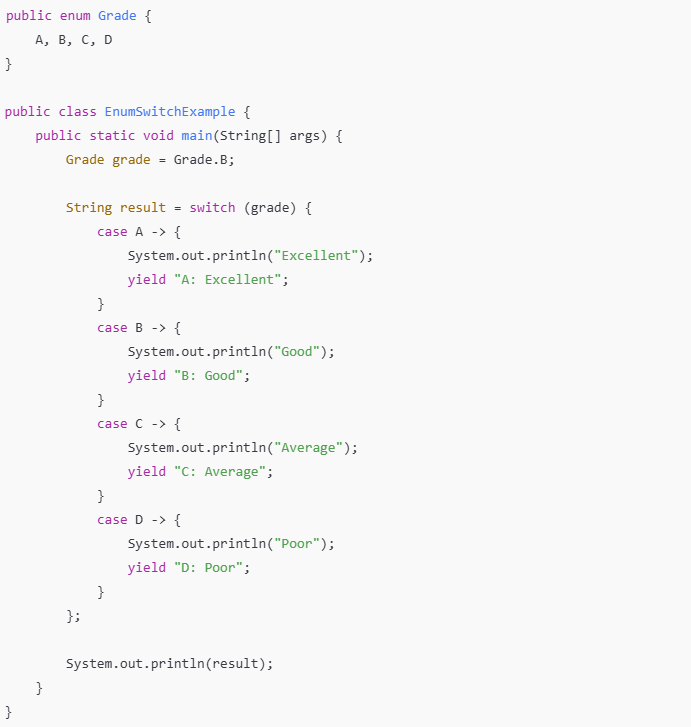 public enum Grade {
    A, B, C, D
}

public class EnumSwitchExample {
    public static void main(String[] args) {
        Grade grade = Grade.B;

        String result = switch (grade) {
            case A -> {
                System.out.println("Excellent");
                yield "A: Excellent";
            }
            case B -> {
                System.out.println("Good");
                yield "B: Good";
            }
            case C -> {
                System.out.println("Average");
                yield "C: Average";
            }
            case D -> {
                System.out.println("Poor");
                yield "D: Poor";
            }
        };

        System.out.println(result);
    }
}